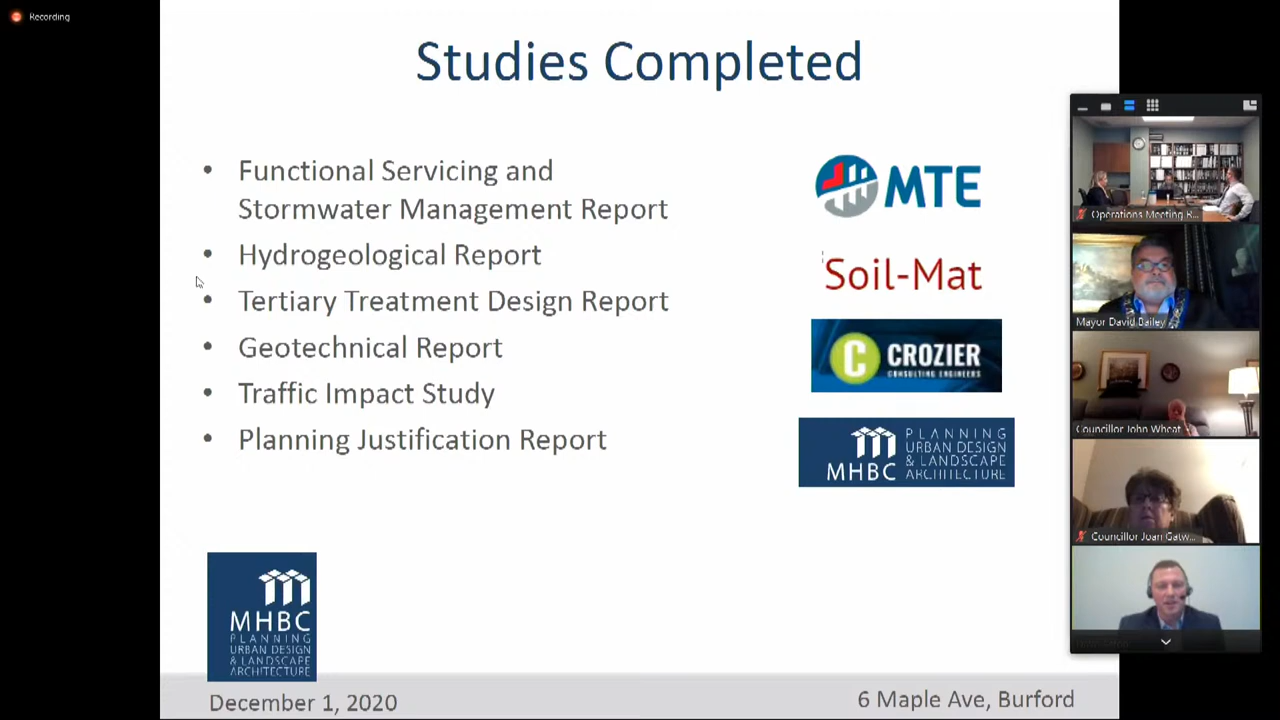 Recording
Studies Completed
• Functional Servicing and
Stormwater Management Report
• Hydrogeological Report
• Tertiary Treatment Design Report
• Geotechnical Report
• Traffic Impact Study
• Planning Justification Report
MTE
Soil-Mat
C CROZIER
CONSULTING ENGINEERS
MHBC
PLANNING
URBAN DESIGN
& LANDSCAPE
ARCHITECTURE
MHBC
PLANNING
URBAN DESIGN
& LANDSCAPE
ARCHITECTURE
December 1, 2020
6 Maple Ave, Burford
Operations Meeting R...
Mayor David Bailey
Councillor John Wheat
Councillor Joan Gatw...